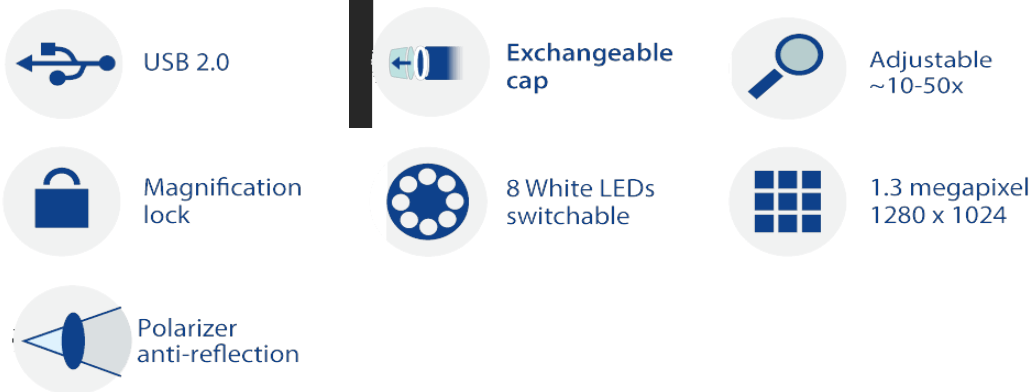 USB 2.0
Exchangeable
cap
Adjustable
~10-50x
Magnification
lock
8 White LEDs
switchable
1.3 megapixel
1280 x 1024
Polarizer
anti-reflection